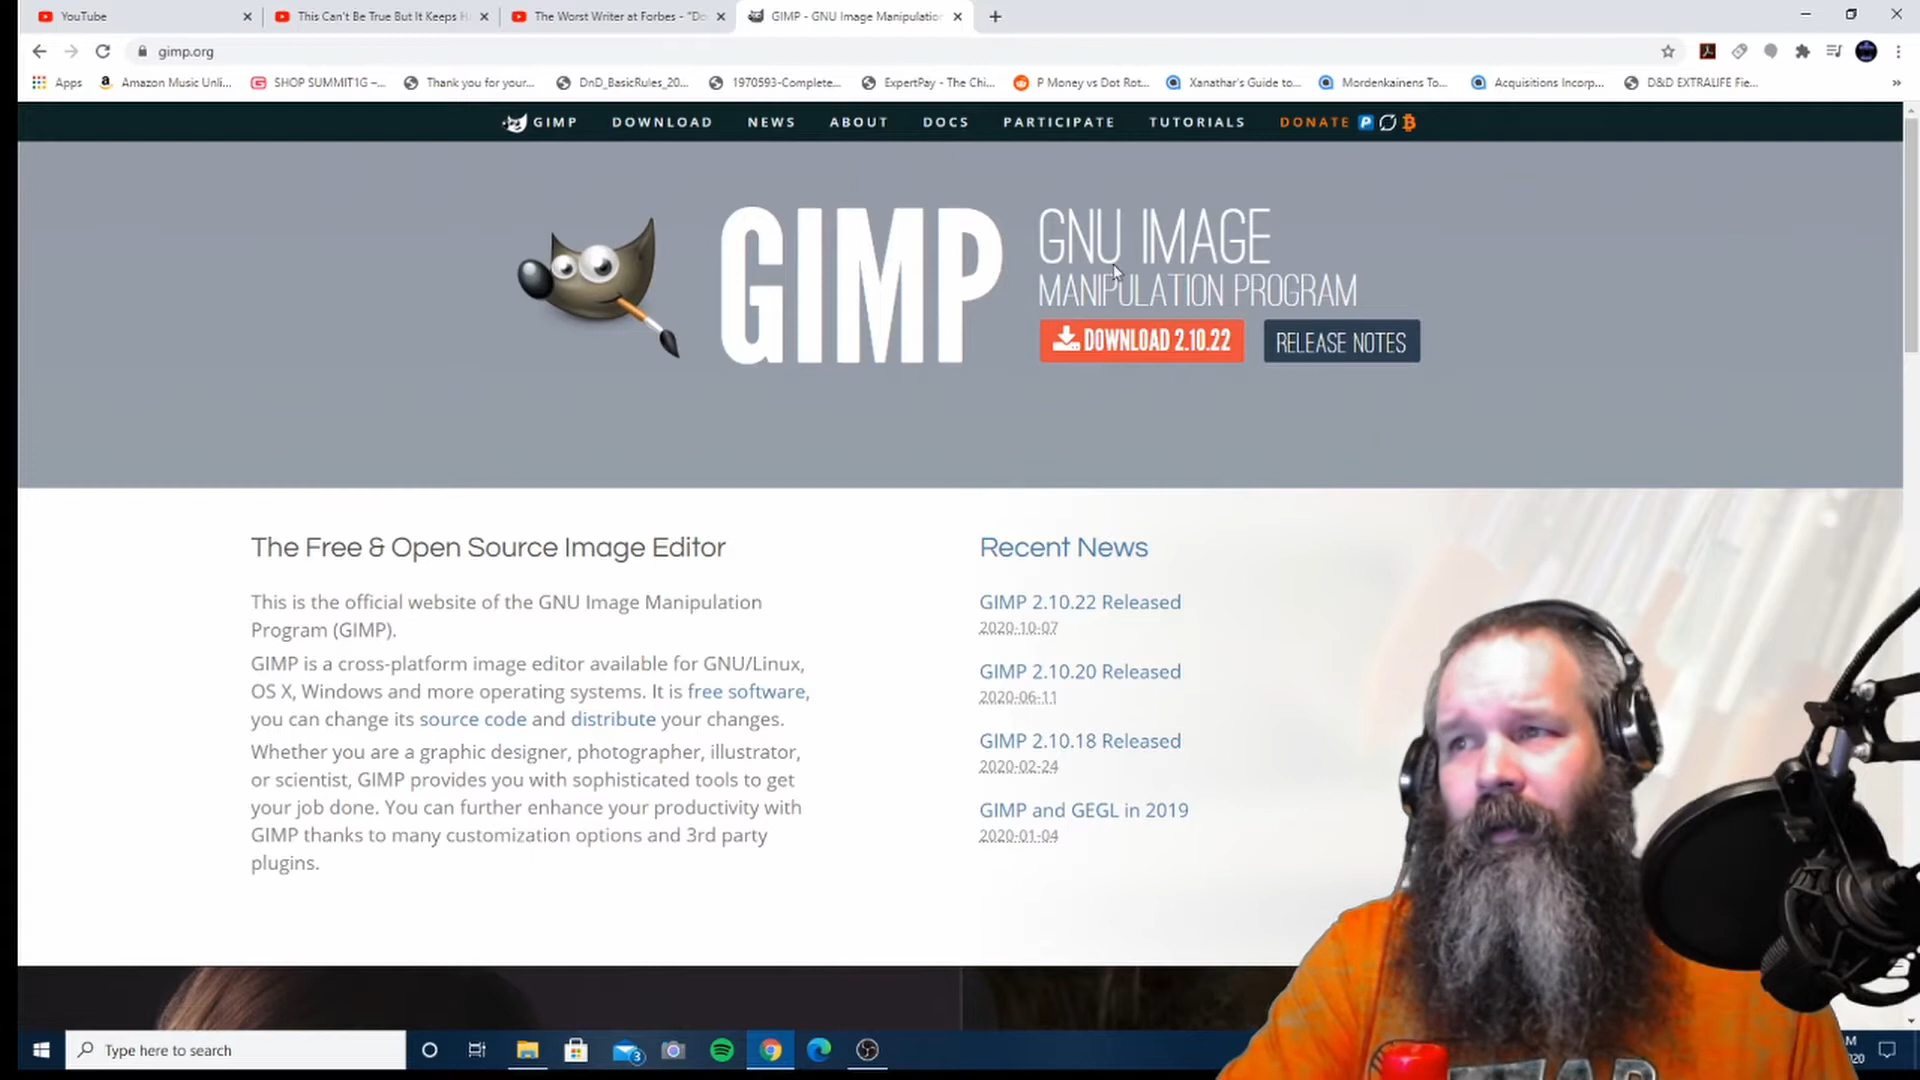 YouTube
This Can't Be True But It Keeps H
The Worst Writer at Forbes - "Do
GIMP - GNU Image Manipulation
gimp.org
Apps
Amazon Music Unli...
SHOP SUMMIT1G –...
Thank you for your...
DnD_BasicRules_20...
1970593-Complete...
ExpertPay - The Chi...
P Money vs Dot Rot...
Xanathar's Guide to...
Mordenkainens To...
Acquisitions Incorp...
D&D EXTRALIFE Fie...
»
GIMP
DOWNLOAD
NEWS
ABOUT
DOCS
PARTICIPATE
TUTORIALS
DONATE
GIMP
GNU IMAGE
MANIPULATION PROGRAM
DOWNLOAD 2.10.22
RELEASE NOTES
The Free & Open Source Image Editor
This is the official website of the GNU Image Manipulation
Program (GIMP).
GIMP is a cross-platform image editor available for GNU/Linux,
OS X, Windows and more operating systems. It is free software,
you can change its source code and distribute your changes.
Whether you are a graphic designer, photographer, illustrator,
or scientist, GIMP provides you with sophisticated tools to get
your job done. You can further enhance your productivity with
GIMP thanks to many customization options and 3rd party
plugins.
Recent News
GIMP 2.10.22 Released
2020-10-07
GIMP 2.10.20 Released
2020-06-11
GIMP 2.10.18 Released
2020-02-24
GIMP and GEGL in 2019
2020-01-04
Type here to search
3